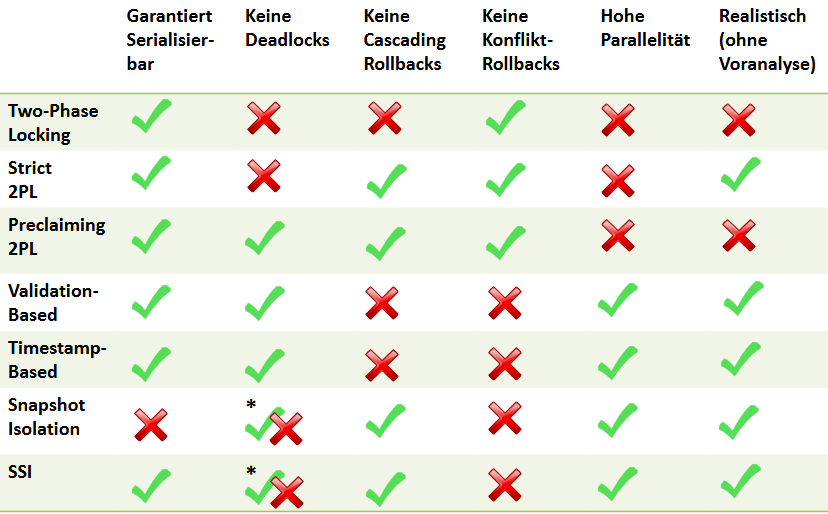 Garantiert
Serialisier-
bar
Keine
Deadlocks
Keine
Cascading
Rollbacks
Keine
Konflikt-
Rollbacks
Hohe
Parallelität
Realistisch
(ohne
Voranalyse)
Two-Phase
Locking
Strict
2PL
Preclaiming
2PL
Validation-
Based
Timestamp-
Based
Snapshot
Isolation
*
SSI
*